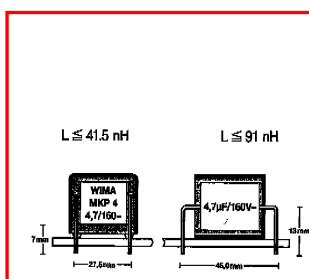 L ≦ 41.5 nH
L ≦ 91 nH
WIMA
MKP 4
4,7/160–
4,7µF/160V–
7mm
13mm
27,5mm
45,0mm